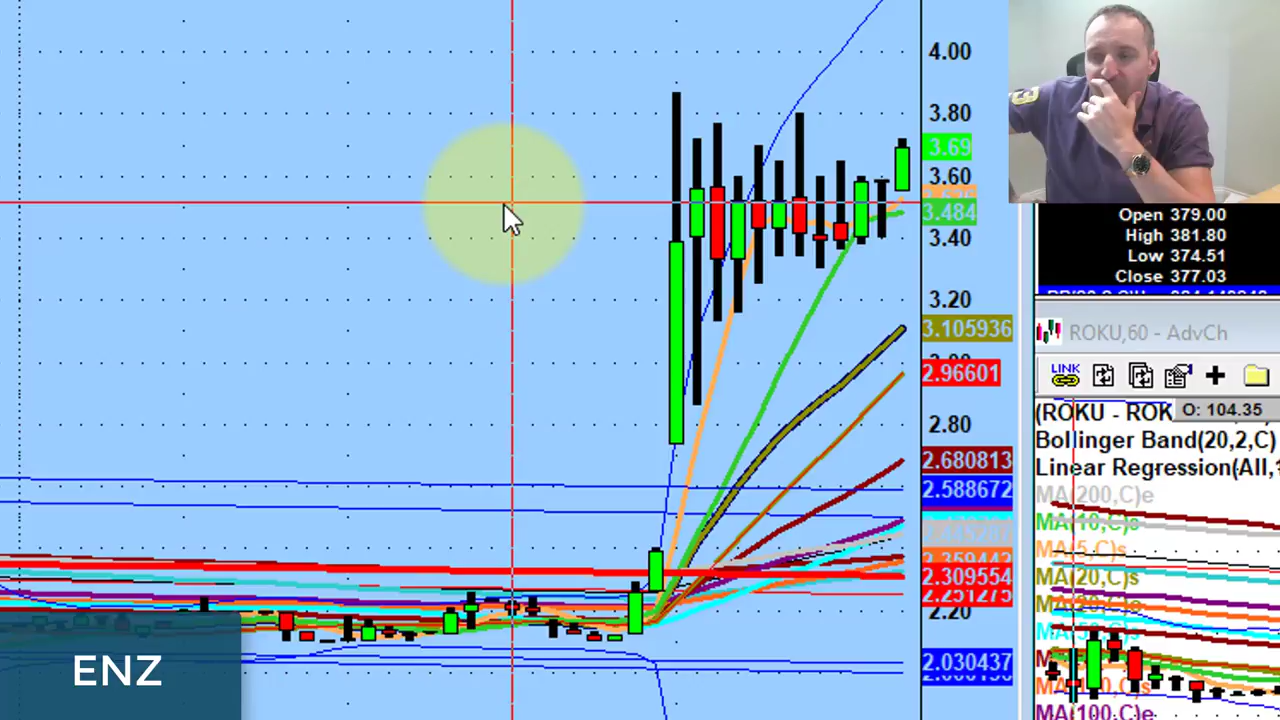 4.00
3.80
3.69
3.60
3.484
3.40
3.20
3.105936
2.96601
2.80
2.680813
2.588672
2.359442
2.309554
2.251275
2.20
2.030437
ENZ
Open 379.00
High 381.80
Low 374.51
Close 377.03
ROKU,60 - AdvCh
LINK
(ROKU - ROK
O: 104.35
Bollinger Band(20,2,C)
Linear Regression(All,
MA(200,C)e
MA(10,C)s
MA(5,C)s
MA(20,C)s
MA(100,C)e